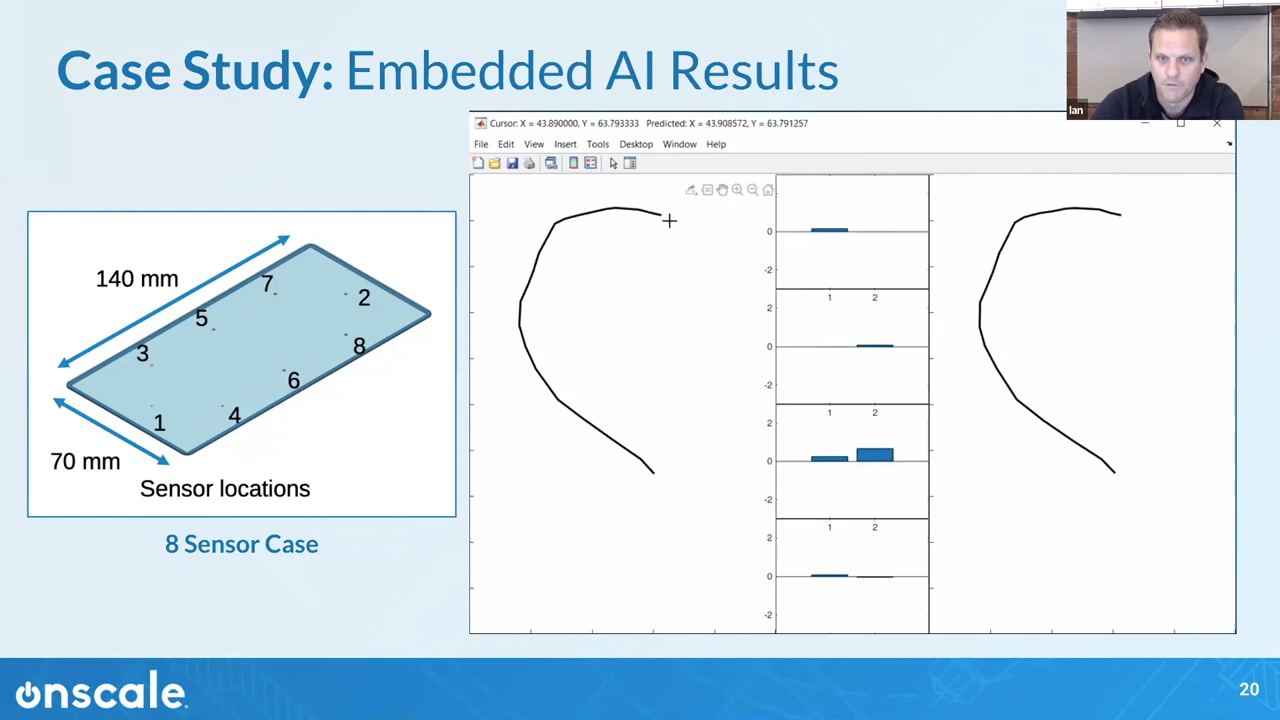 Case Study: Embedded AI Results
Ian
Cursor: X = 43.890000, Y = 63.793333 Predicted: X = 43.908572, Y = 63.791257
File Edit View Insert Tools Desktop Window Help
140 mm
7
2
5
3
8
6
1
4
70 mm
Sensor locations
8 Sensor Case
0
-2
1 2
2
0
-2
1 2
2
0
-2
1 2
2
0
-2
onscale
20